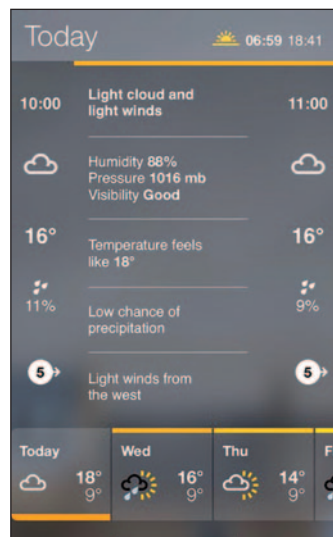 Today 06:59 18:41
10:00 Light cloud and 11:00
light winds
Humidity 88%
Pressure 1016 mb
Visibility Good
16° Temperature feels 16°
like 18°
11% Low chance of 9%
precipitation
5 Light winds from 5
the west
Today Wed Thu F
18° 16° 14°
9° 9° 9°